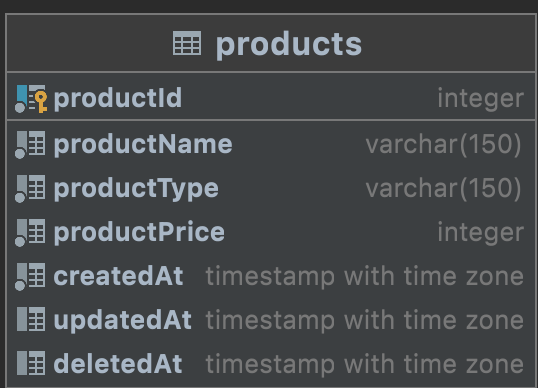 products
productId integer
productName varchar(150)
productType varchar(150)
productPrice integer
createdAt timestamp with time zone
updatedAt timestamp with time zone
deletedAt timestamp with time zone